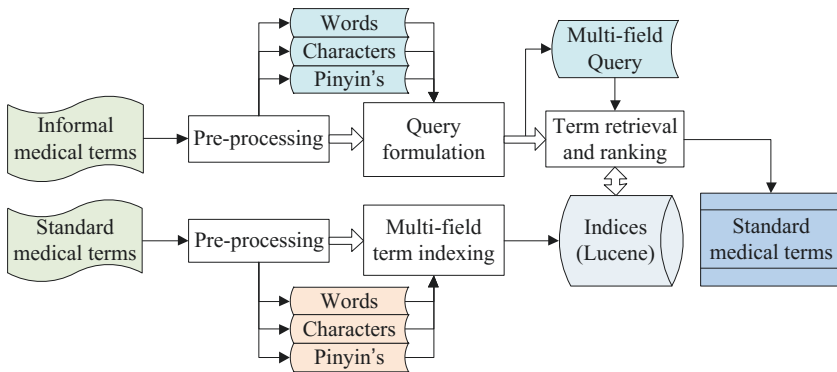 Words
Characters
Pinyin's
Multi-field
Query
Informal
medical terms
Pre-processing
Query
formulation
Term retrieval
and ranking
Standard
medical terms
Pre-processing
Multi-field
term indexing
Indices
(Lucene)
Standard
medical terms
Words
Characters
Pinyin's